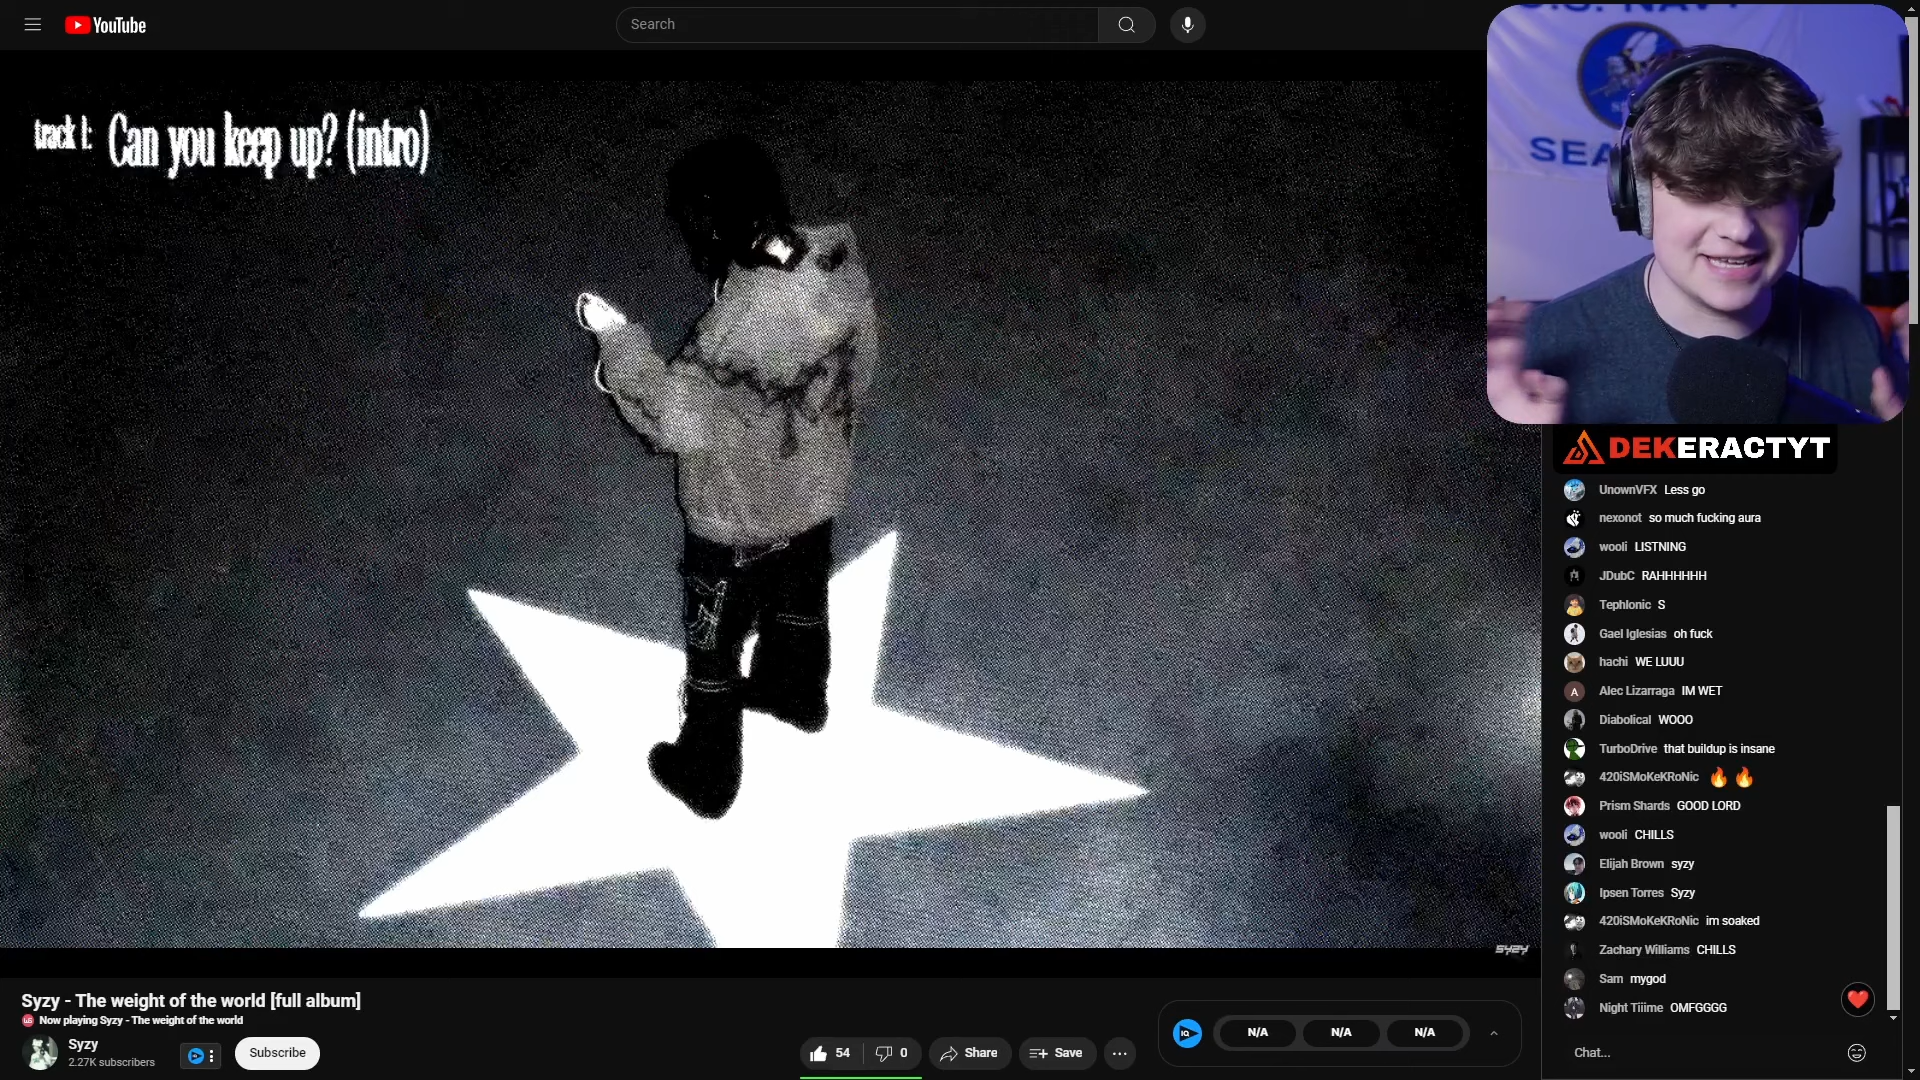 YouTube
Search
track 1: Can you keep up? (intro)
U.S. NAVY
SEA
DEKERACTYT
UnownVFX Less go
nexonot so much fucking aura
wooli LISTNING
JDubC RAHHHHHH
Tephlonic S
Gael Iglesias oh fuck
hachi WE LUUU
A Alec Lizarraga IM WET
Diabolical WOOO
TurboDrive that buildup is insane
420iSMoKeKRoNic 🔥 🔥
Prism Shards GOOD LORD
wooli CHILLS
Elijah Brown syzy
Ipsen Torres Syzy
420iSMoKeKRoNic im soaked
Zachary Williams CHILLS
Sam mygod
Night Tiiime OMFGGGG
Chat...
SYZY
Syzy - The weight of the world [full album]
Now playing Syzy - The weight of the world
Syzy
2.27K subscribers
Subscribe
54
0
Share
Save
IQ
N/A
N/A
N/A